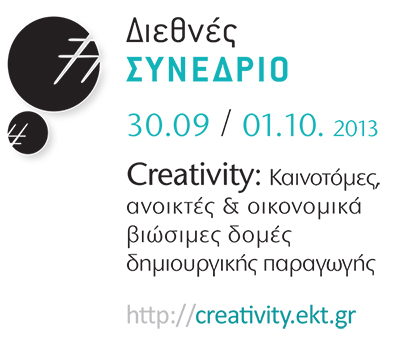 Διεθνές
ΣΥΝΕΔΡΙΟ
30.09 / 01.10. 2013
Creativity: Καινοτόμες,
ανοικτές & οικονομικά
βιώσιμες δομές
δημιουργικής παραγωγής
http://creativity.ekt.gr